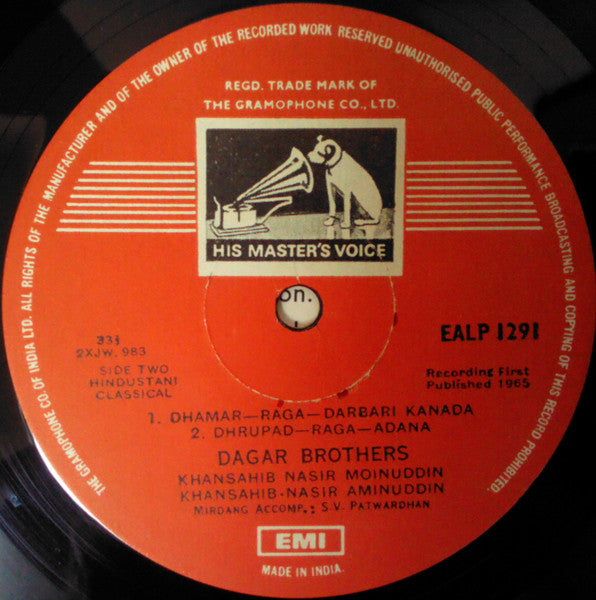 THE GRAMOPHONE CO OF INDIA LTD. ALL RIGHTS OF THE MANUFACTURER AND OF THE OWNER OF THE RECORDED WORK RESERVED UNAUTHORISED PUBLIC PERFORMANCE BROADCASTING AND COPYING OF THIS RECORD PROHIBITED.
REGD. TRADE MARK OF
THE GRAMOPHONE CO., LTD.
HIS MASTER'S VOICE
on.
33⅓
2XJW. 983
SIDE TWO
HINDUSTANI
CLASSICAL
EALP 1291
Recording First
Published 1965
1. DHAMAR—RAGA—DARBARI KANADA
2. DHRUPAD—RAGA—ADANA
DAGAR BROTHERS
KHANSAHIB NASIR MOINUDDIN
KHANSAHIB-NASIR AMINUDDIN
MIRDANG ACCOMP.: S.V. PATWARDHAN
EMI
MADE IN INDIA.